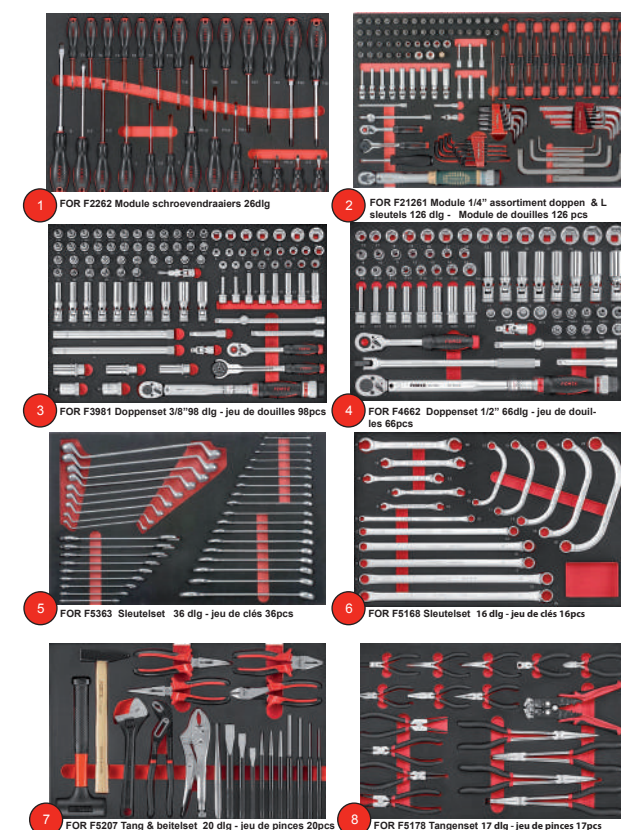 1 FOR F2262 Module schroevendraaiers 26dlg
2 FOR F21261 Module 1/4” assortiment doppen & L
sleutels 126 dlg - Module de douilles 126 pcs
3 FOR F3981 Doppenset 3/8”98 dlg - jeu de douilles 98pcs
4 FOR F4662 Doppenset 1/2” 66dlg - jeu de douil-
les 66pcs
5 FOR F5363 Sleutelset 36 dlg - jeu de clés 36pcs
6 FOR F5168 Sleutelset 16 dlg - jeu de clés 16pcs
7 FOR F5207 Tang & beitelset 20 dlg - jeu de pinces 20pcs
8 FOR F5178 Tangenset 17 dlg - jeu de pinces 17pcs